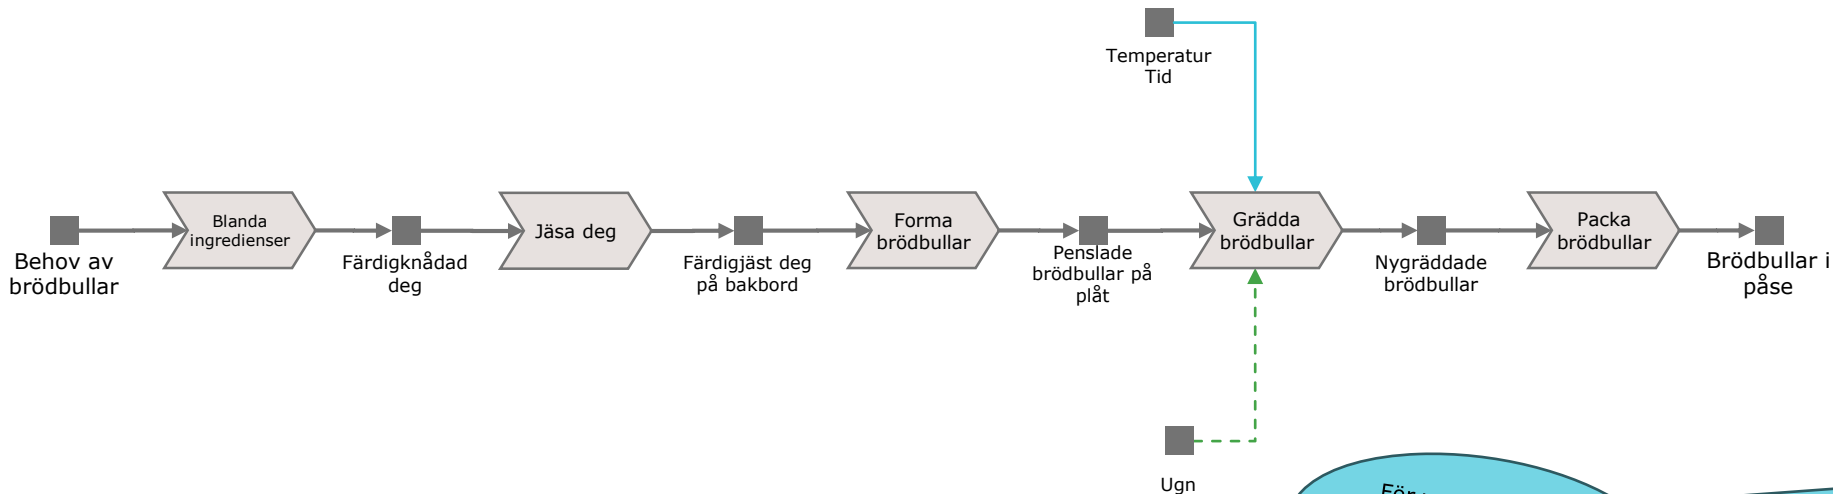 Temperatur
Tid
Behov av
brödbullar
Blanda
ingredienser
Färdigknådad
deg
Jäsa deg
Färdigjäst deg
på bakbord
Forma
brödbullar
Penslade
brödbullar på
plåt
Grädda
brödbullar
Nygräddade
brödbullar
Packa
brödbullar
Brödbullar i
påse
Ugn